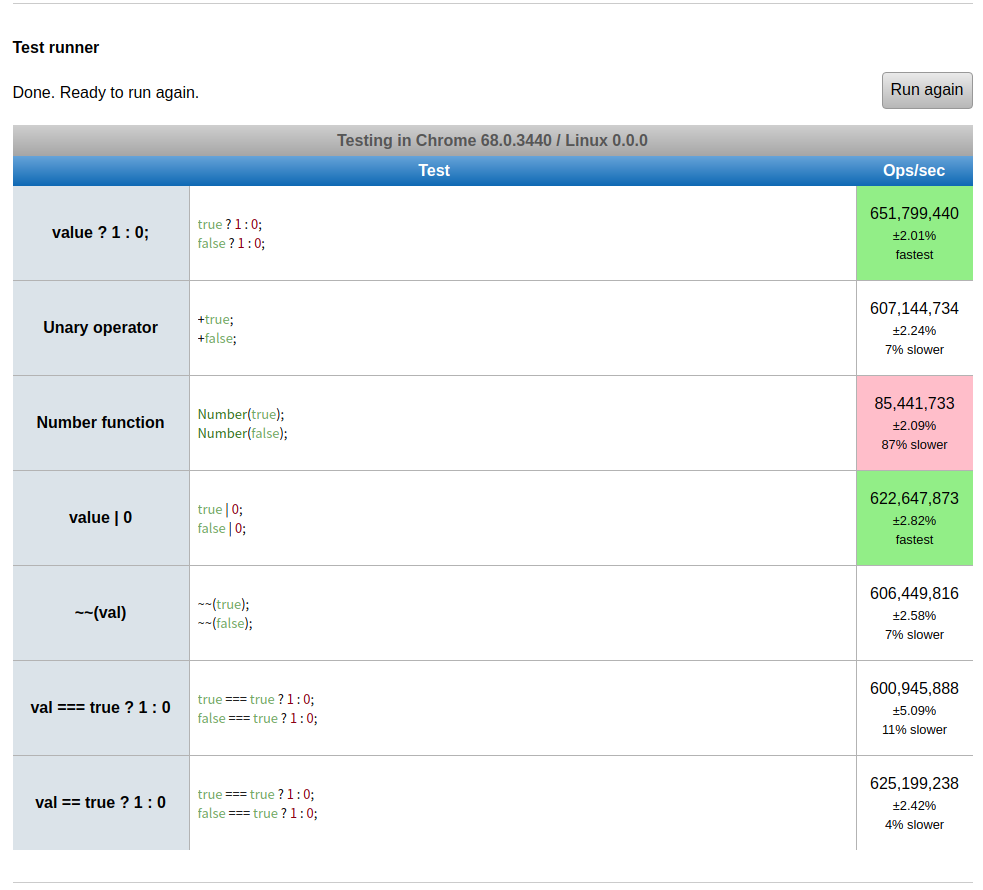 Test runner
Done. Ready to run again.
Run again
Testing in Chrome 68.0.3440 / Linux 0.0.0
Test Ops/sec
value ? 1 : 0;
true ? 1 : 0;
false ? 1 : 0;
651,799,440
±2.01%
fastest
Unary operator
+true;
+false;
607,144,734
±2.24%
7% slower
Number function
Number(true);
Number(false);
85,441,733
±2.09%
87% slower
value | 0
true | 0;
false | 0;
622,647,873
±2.82%
fastest
~~(val)
~~(true);
~~(false);
606,449,816
±2.58%
7% slower
val === true ? 1 : 0
true === true ? 1 : 0;
false === true ? 1 : 0;
600,945,888
±5.09%
11% slower
val == true ? 1 : 0
true === true ? 1 : 0;
false === true ? 1 : 0;
625,199,238
±2.42%
4% slower